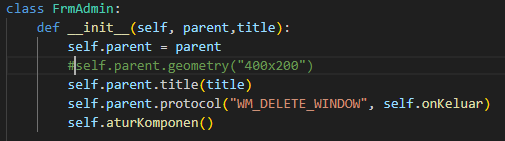 class FrmAdmin:
    def __init__(self, parent,title):
        self.parent = parent
        #self.parent.geometry("400x200")
        self.parent.title(title)
        self.parent.protocol("WM_DELETE_WINDOW", self.onKeluar)
        self.aturKomponen()